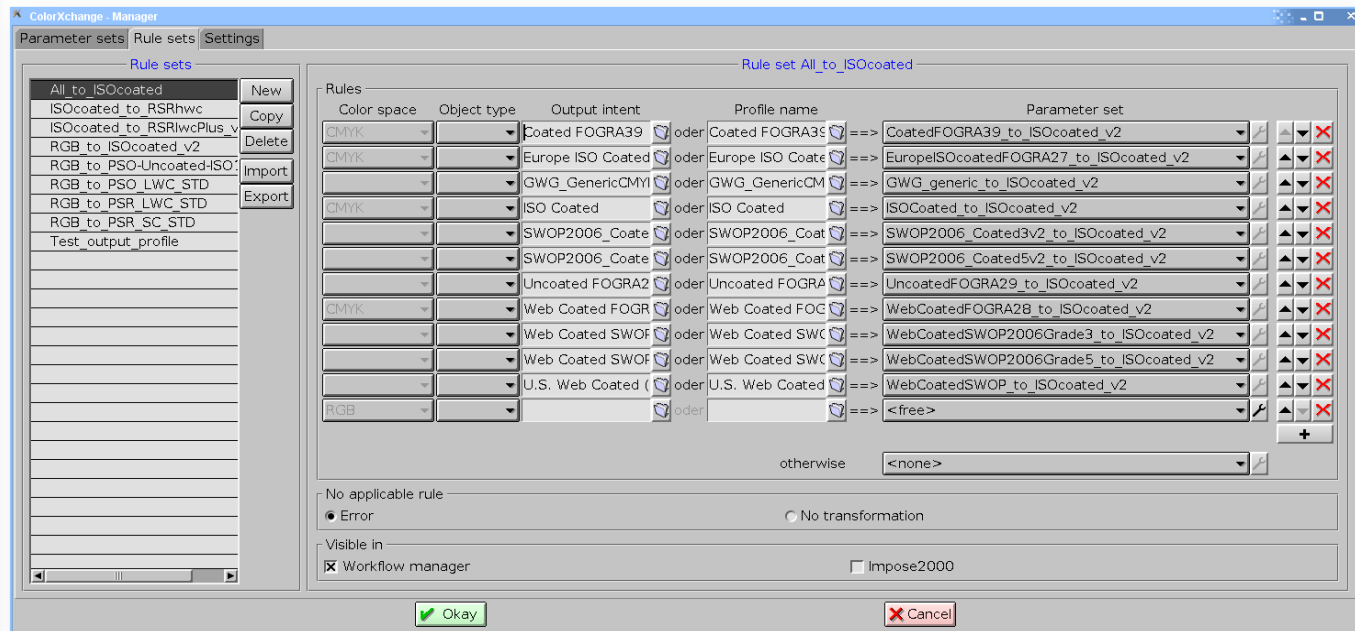 ColorXchange - Manager
Parameter sets Rule sets Settings
Rule sets
All_to_ISOcoated
ISOcoated_to_RSRhwc
ISOcoated_to_RSRlwcPlus_v
RGB_to_ISOcoated_v2
RGB_to_PSO-Uncoated-ISO
RGB_to_PSO_LWC_STD
RGB_to_PSR_LWC_STD
RGB_to_PSR_SC_STD
Test_output_profile
New
Copy
Delete
Import
Export
Rule set All_to_ISOcoated
Rules
Color space Object type Output intent Profile name Parameter set
CMYK Coated FOGRA39 oder Coated FOGRA39 ==> CoatedFOGRA39_to_ISOcoated_v2
CMYK Europe ISO Coated oder Europe ISO Coate ==> EuropeISOcoatedFOGRA27_to_ISOcoated_v2
GWG_GenericCMY oder GWG_GenericCM ==> GWG_generic_to_ISOcoated_v2
CMYK ISO Coated oder ISO Coated ==> ISOCoated_to_ISOcoated_v2
SWOP2006_Coate oder SWOP2006_Coat ==> SWOP2006_Coated3v2_to_ISOcoated_v2
SWOP2006_Coate oder SWOP2006_Coat ==> SWOP2006_Coated5v2_to_ISOcoated_v2
Uncoated FOGRA2 oder Uncoated FOGRA ==> UncoatedFOGRA29_to_ISOcoated_v2
CMYK Web Coated FOGR oder Web Coated FOG ==> WebCoatedFOGRA28_to_ISOcoated_v2
Web Coated SWOF oder Web Coated SW( ==> WebCoatedSWOP2006Grade3_to_ISOcoated_v2
Web Coated SWOF oder Web Coated SW( ==> WebCoatedSWOP2006Grade5_to_ISOcoated_v2
U.S. Web Coated ( oder U.S. Web Coated ==> WebCoatedSWOP_to_ISOcoated_v2
RGB oder ==> <free>
+
otherwise <none>
No applicable rule
Error No transformation
Visible in
Workflow manager Impose2000
Okay Cancel